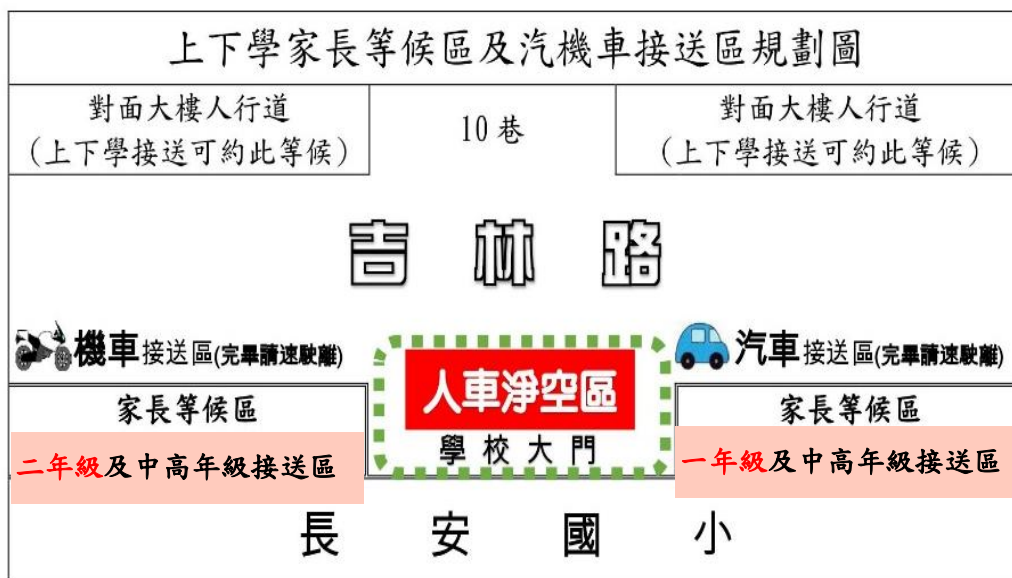 上下學家長等候區及汽機車接送區規劃圖
對面大樓人行道
(上下學接送可約此等候)
10 巷
對面大樓人行道
(上下學接送可約此等候)
吉林路
機車接送區(完畢請速駛離)
汽車接送區(完畢請速駛離)
人車淨空區
學校大門
家長等候區
二年級及中高年級接送區
家長等候區
一年級及中高年級接送區
長安國小